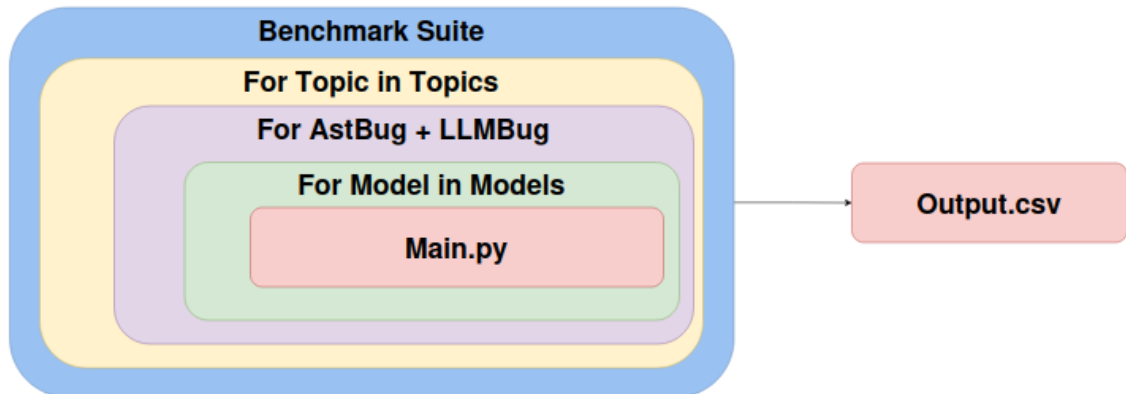 Benchmark Suite
For Topic in Topics
For AstBug + LLMBug
For Model in Models
Main.py
Output.csv